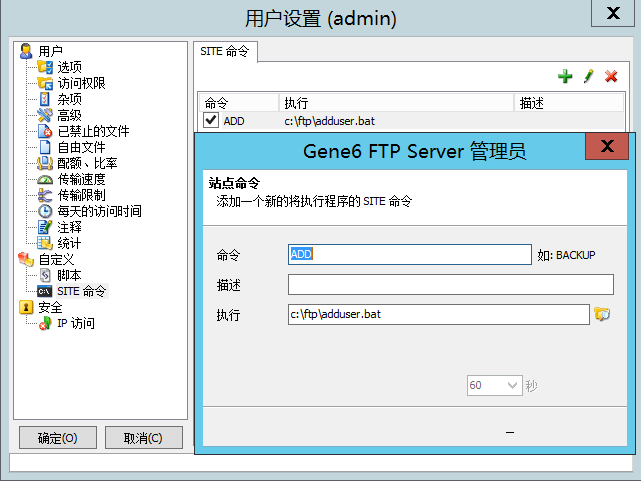 用户设置 (admin)
X
用户
选项
访问权限
杂项
高级
已禁止的文件
自由文件
配额、比率
传输速度
传输限制
每天的访问时间
注释
统计
自定义
脚本
SITE 命令
安全
IP 访问
确定(O)
取消(C)
SITE 命令
命令 执行 描述
ADD c:\ftp\adduser.bat
Gene6 FTP Server 管理员
X
站点命令
添加一个新的将执行程序的 SITE 命令
命令 ADD 如: BACKUP
描述
执行 c:\ftp\adduser.bat
60 秒